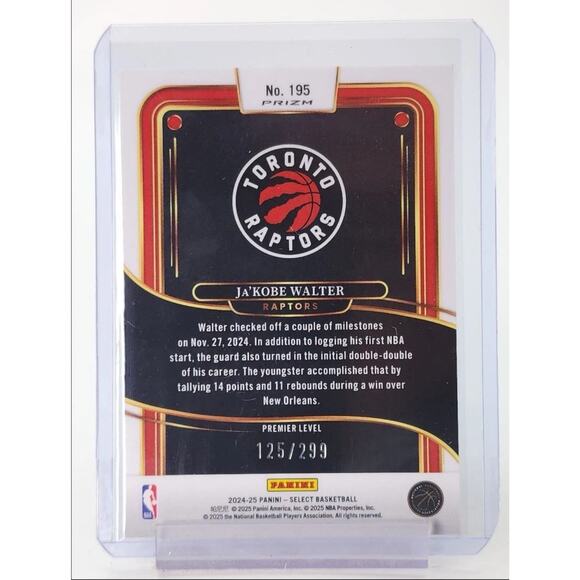 No. 195
PRIZM
TORONTO
RAPTORS
JA'KOBE WALTER
RAPTORS
Walter checked off a couple of milestones
on Nov. 27, 2024. In addition to logging his first NBA
start, the guard also turned in the initial double-double
of his career. The youngster accomplished that by
tallying 14 points and 11 rebounds during a win over
New Orleans.
PREMIER LEVEL
125/299
PANINI
2024-25 PANINI – SELECT BASKETBALL
帕尼尼 © 2025 Panini America, Inc. © 2025 NBA Properties, Inc.
© 2025 the National Basketball Players Association. All rights reserved.
NBA